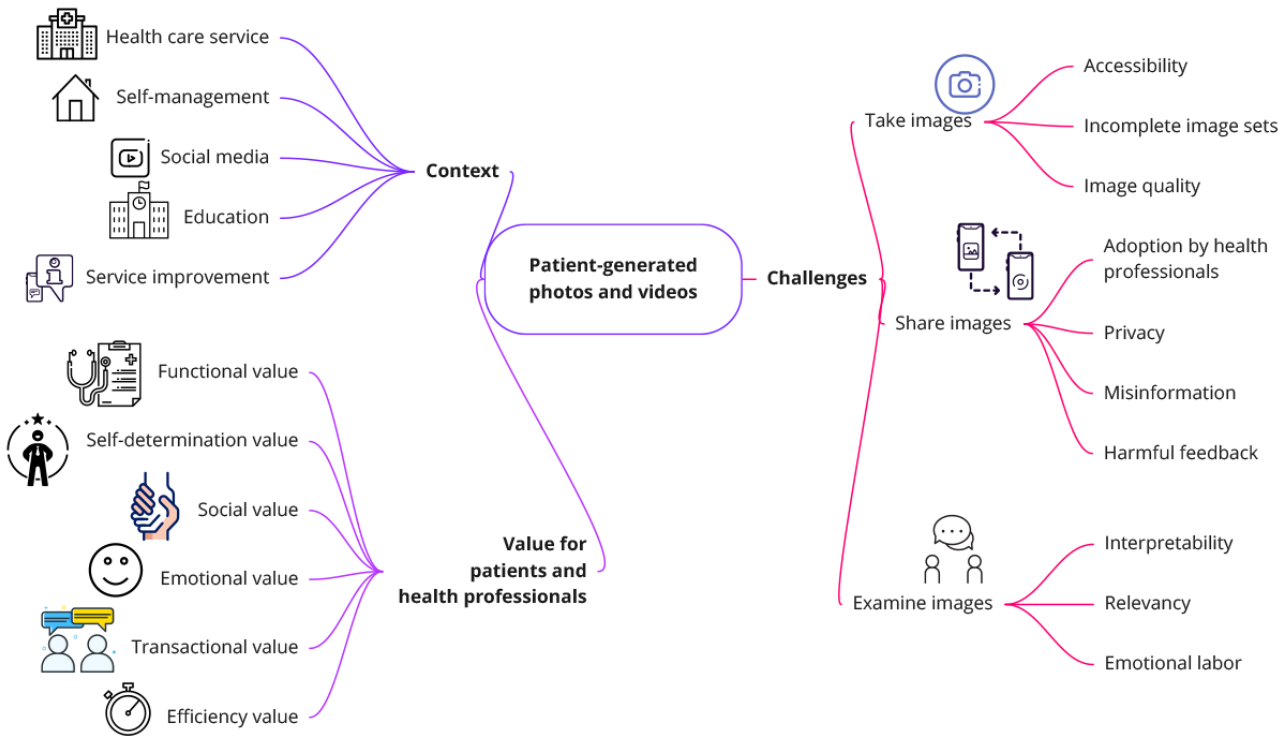 Health care service
Self-management
Social media
Education
Service improvement
Context
Patient-generated
photos and videos
Functional value
Self-determination value
Social value
Emotional value
Transactional value
Efficiency value
Value for
patients and
health professionals
Challenges
Take images
Accessibility
Incomplete image sets
Image quality
Share images
Adoption by health
professionals
Privacy
Misinformation
Harmful feedback
Examine images
Interpretability
Relevancy
Emotional labor